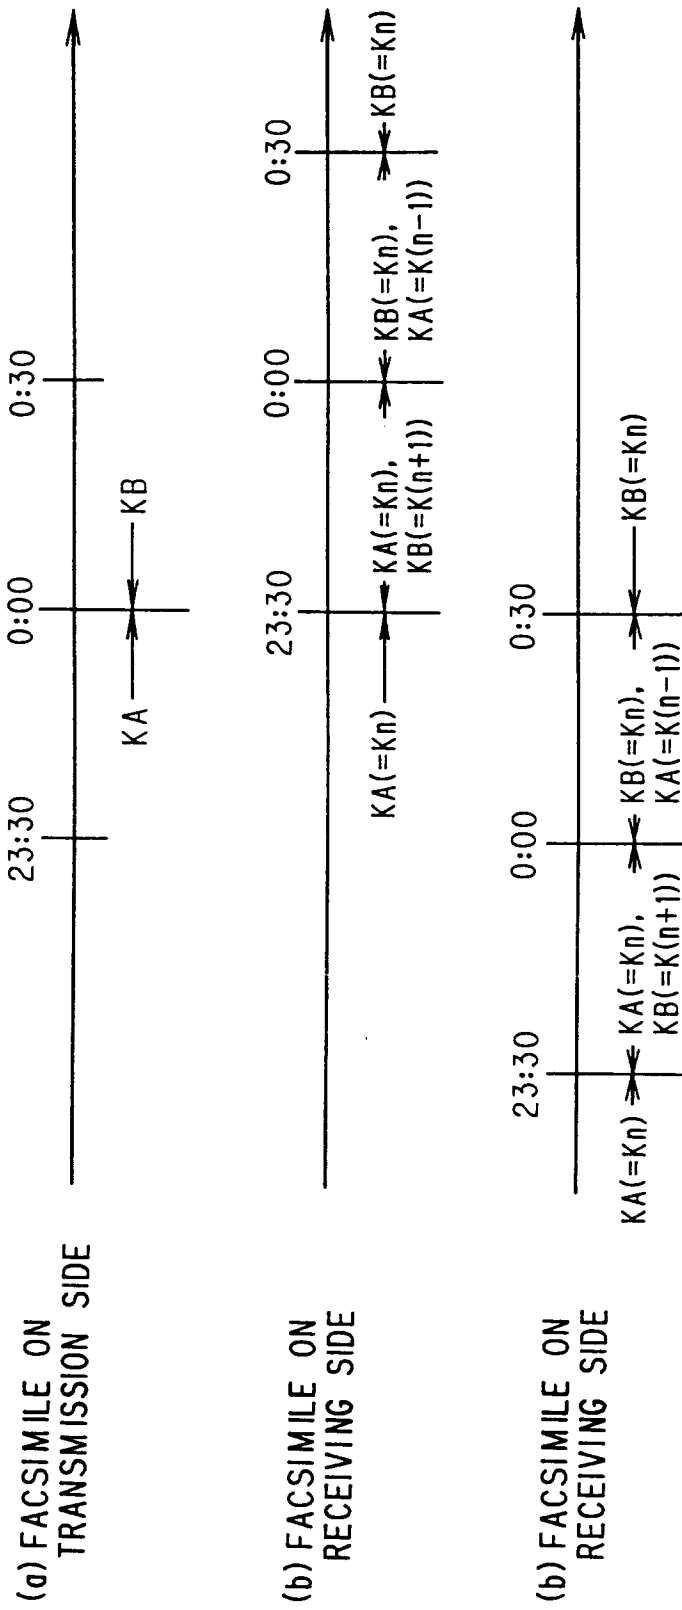 (a) FACSIMILE ON
TRANSMISSION SIDE
23:30
0:00
0:30
KA
KB
(b) FACSIMILE ON
RECEIVING SIDE
23:30
0:00
0:30
KA(=Kn)
KA(=Kn),
KB(=K(n+1))
KB(=Kn),
KA(=K(n-1))
KB(=Kn)
(b) FACSIMILE ON
RECEIVING SIDE
23:30
0:00
0:30
KA(=Kn)
KA(=Kn),
KB(=K(n+1))
KB(=Kn),
KA(=K(n-1))
KB(=Kn)